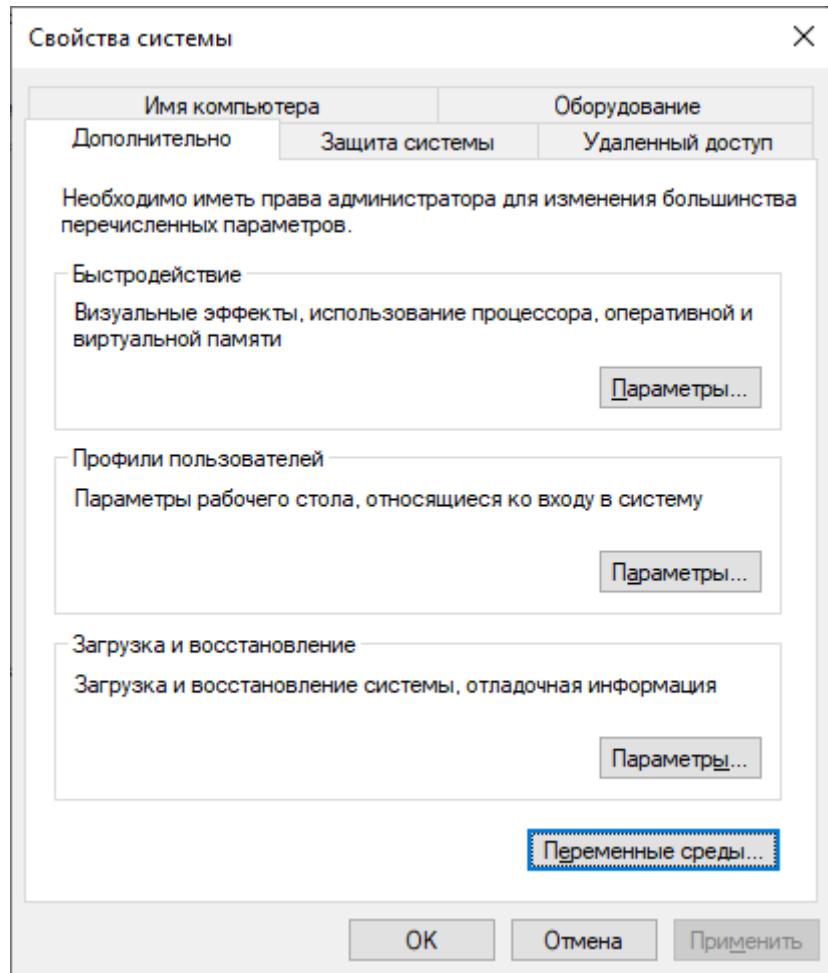 Свойства системы
Имя компьютера
Оборудование
Дополнительно
Защита системы
Удаленный доступ
Необходимо иметь права администратора для изменения большинства
перечисленных параметров.
Быстродействие
Визуальные эффекты, использование процессора, оперативной и
виртуальной памяти
Параметры...
Профили пользователей
Параметры рабочего стола, относящиеся ко входу в систему
Параметры...
Загрузка и восстановление
Загрузка и восстановление системы, отладочная информация
Параметры...
Переменные среды...
ОК
Отмена
Применить